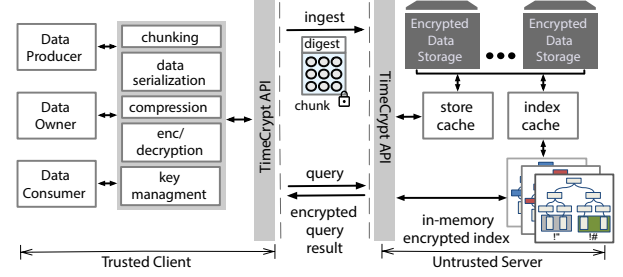 Data
Producer
Data
Owner
Data
Consumer
chunking
data
serialization
compression
enc/
decryption
key
managment
TimeCrypt API
ingest
digest
chunk
query
encrypted
query
result
TimeCrypt API
Encrypted
Data
Storage
Encrypted
Data
Storage
store
cache
index
cache
in-memory
encrypted index
!"
!#
Trusted Client
Untrusted Server